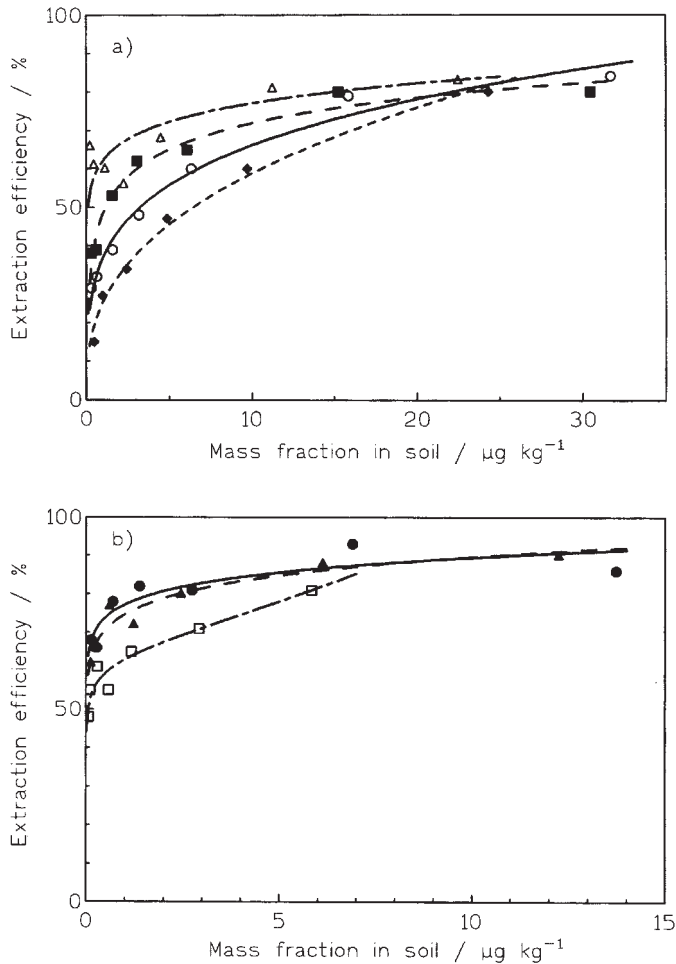 100
a)
50
0
Extraction efficiency / %
0 10 20 30
Mass fraction in soil / µg kg⁻¹
100
b)
50
0
Extraction efficiency / %
0 5 10 15
Mass fraction in soil / µg kg⁻¹